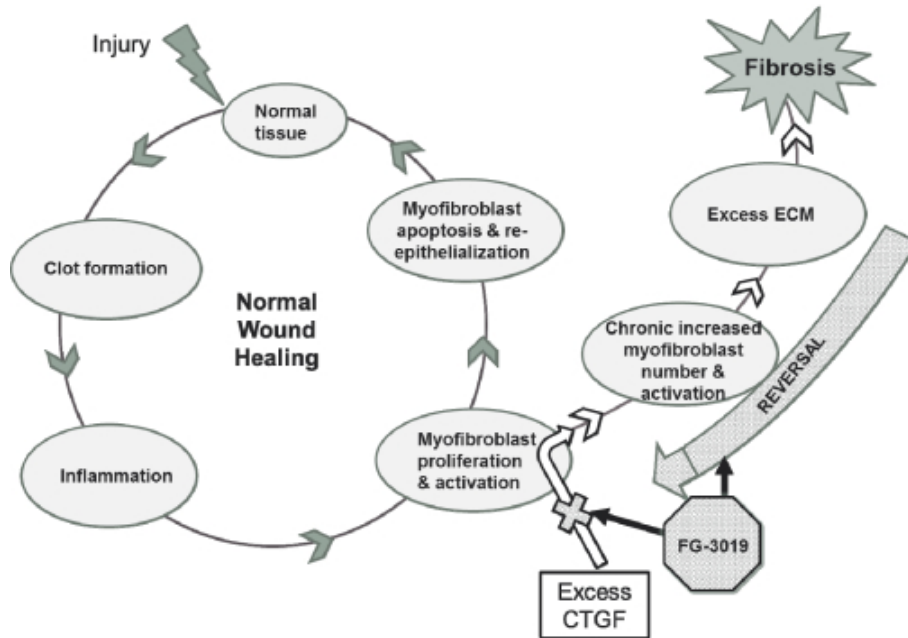 Injury
Normal
tissue
Clot formation
Inflammation
Normal
Wound
Healing
Myofibroblast
apoptosis & re-
epithelialization
Myofibroblast
proliferation
& activation
Fibrosis
Excess ECM
Chronic increased
myofibroblast
number &
activation
REVERSAL
FG-3019
Excess
CTGF